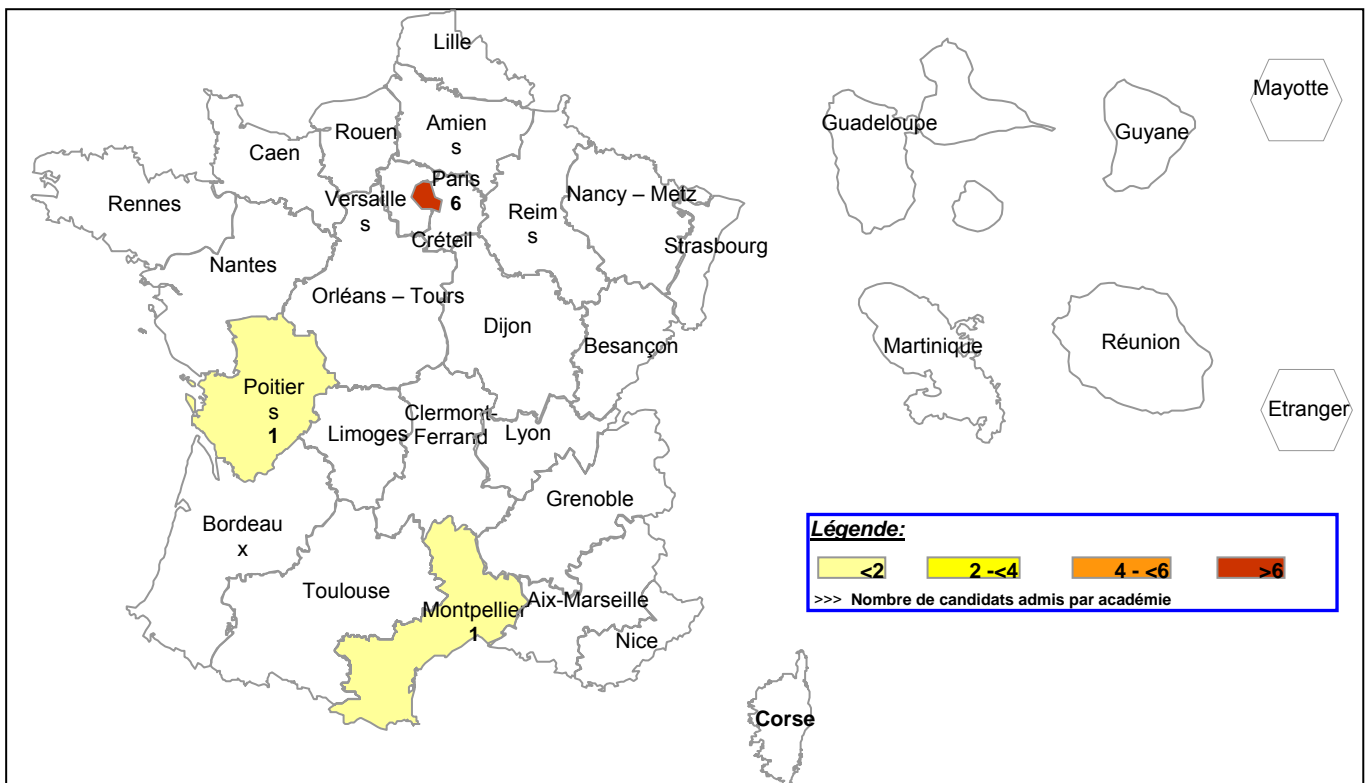 Lille
Rouen
Amien
s
Caen
Rennes
Versaille
s
Paris
6
Créteil
Reim
s
Nancy – Metz
Strasbourg
Nantes
Orléans – Tours
Dijon
Besançon
Poitier
s
1
Limoges
Clermont-
Ferrand
Lyon
Grenoble
Bordeau
x
Toulouse
Montpellier
1
Aix-Marseille
Nice
Corse
Guadeloupe
Guyane
Mayotte
Martinique
Réunion
Etranger
Légende:
<2 2 -<4 4 - <6 >6
>>> Nombre de candidats admis par académie